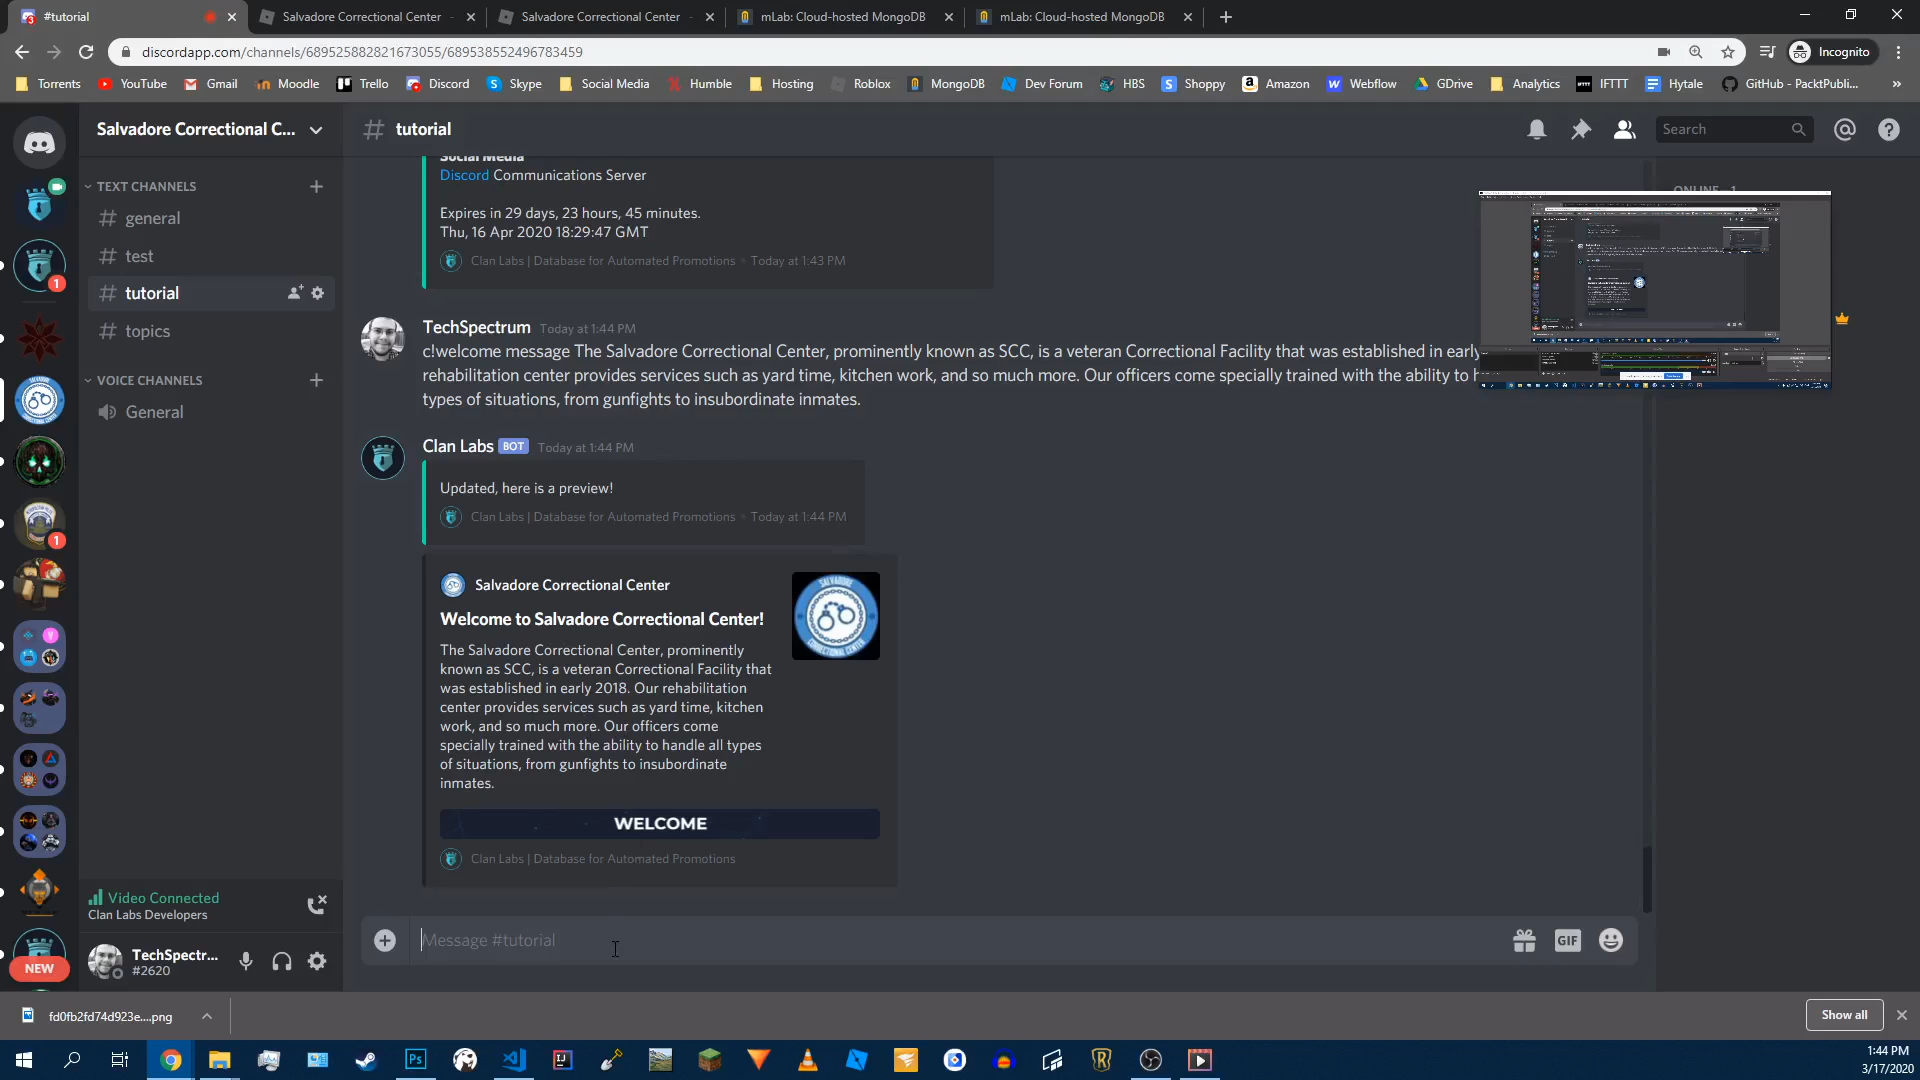 #tutorial
Salvadore Correctional Center
Salvadore Correctional Center
mLab: Cloud-hosted MongoDB
mLab: Cloud-hosted MongoDB
discordapp.com/channels/689525882821673055/689538552496783459
Incognito
Torrents YouTube Gmail Moodle Trello Discord Skype Social Media Humble Hosting Roblox MongoDB Dev Forum HBS Shoppy Amazon Webflow GDrive Analytics IFTTT Hytale GitHub - PacktPubli...
Salvadore Correctional C...
# tutorial
Search
TEXT CHANNELS
# general
# test
# tutorial
# topics
VOICE CHANNELS
General
Social Media
Discord Communications Server
Expires in 29 days, 23 hours, 45 minutes.
Thu, 16 Apr 2020 18:29:47 GMT
Clan Labs | Database for Automated Promotions • Today at 1:43 PM
TechSpectrum Today at 1:44 PM
c!welcome message The Salvadore Correctional Center, prominently known as SCC, is a veteran Correctional Facility that was established in early
rehabilitation center provides services such as yard time, kitchen work, and so much more. Our officers come specially trained with the ability to
types of situations, from gunfights to insubordinate inmates.
Clan Labs BOT Today at 1:44 PM
Updated, here is a preview!
Clan Labs | Database for Automated Promotions • Today at 1:44 PM
Salvadore Correctional Center
Welcome to Salvadore Correctional Center!
The Salvadore Correctional Center, prominently
known as SCC, is a veteran Correctional Facility that
was established in early 2018. Our rehabilitation
center provides services such as yard time, kitchen
work, and so much more. Our officers come
specially trained with the ability to handle all types
of situations, from gunfights to insubordinate
inmates.
SALVADORE
CORRECTIONAL CENTER
WELCOME
Clan Labs | Database for Automated Promotions
Message #tutorial
GIF
ONLINE—1
1
1
NEW
Video Connected
Clan Labs Developers
TechSpectr...
#2620
fd0fb2fd74d923e....png
Show all
1:44 PM
3/17/2020